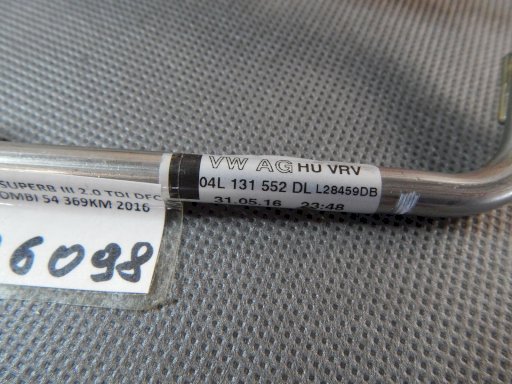 VW AG HU VRV
04L 131 552 DL L28459DB
31.05.16 23:48
SUPERB III 2.0 TDI DFC
OMBI 54 369KM 2016
6098